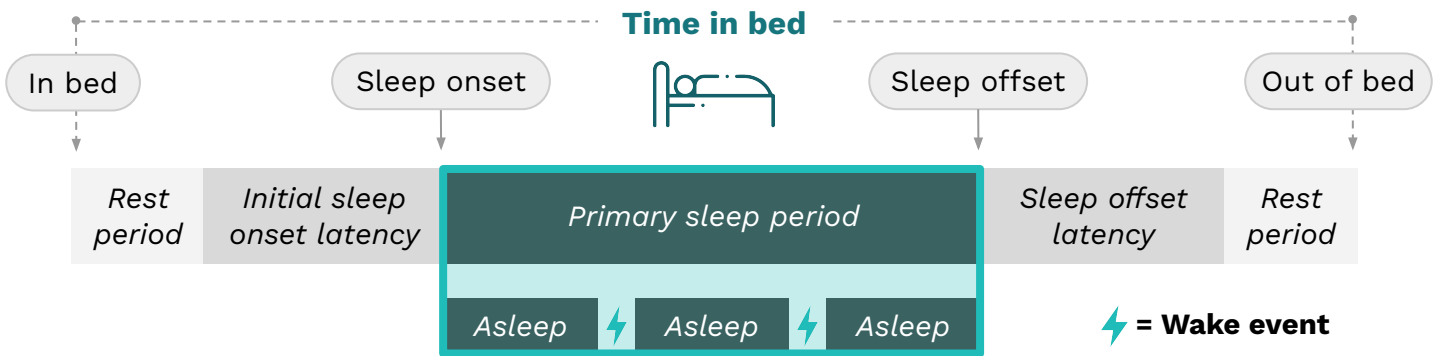 Time in bed
In bed
Sleep onset
Sleep offset
Out of bed
Rest
period
Initial sleep
onset latency
Primary sleep period
Sleep offset
latency
Rest
period
Asleep
Asleep
Asleep
= Wake event